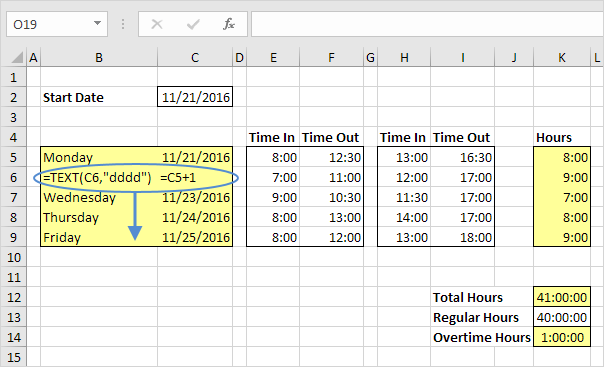 O19 fx
A B C D E F G H I J K L
1
2 Start Date 11/21/2016
3
4 Time In Time Out Time In Time Out Hours
5 Monday 11/21/2016 8:00 12:30 13:00 16:30 8:00
6 =TEXT(C6,"dddd") =C5+1 7:00 11:00 12:00 17:00 9:00
7 Wednesday 11/23/2016 9:00 10:30 11:30 17:00 7:00
8 Thursday 11/24/2016 8:00 13:00 14:00 17:00 8:00
9 Friday 11/25/2016 8:00 12:00 13:00 18:00 9:00
10
11
12 Total Hours 41:00:00
13 Regular Hours 40:00:00
14 Overtime Hours 1:00:00
15